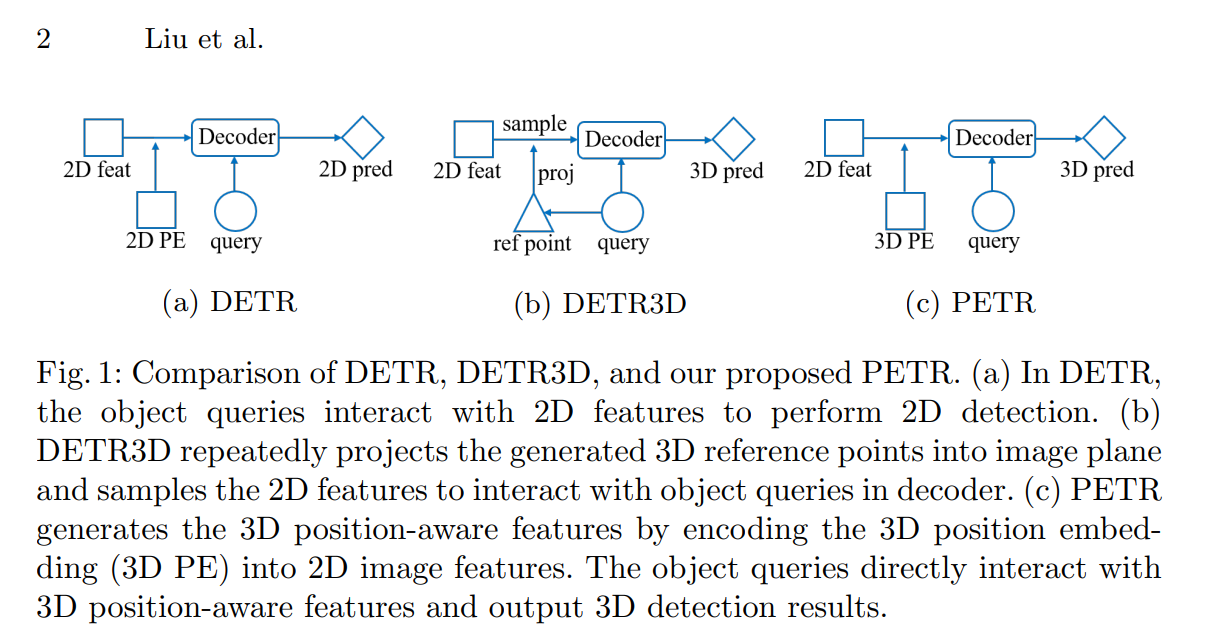 2 Liu et al.
2D feat
Decoder
2D pred
2D PE
query
(a) DETR
2D feat
sample
Decoder
3D pred
proj
ref point
query
(b) DETR3D
2D feat
Decoder
3D pred
3D PE
query
(c) PETR
Fig. 1: Comparison of DETR, DETR3D, and our proposed PETR. (a) In DETR,
the object queries interact with 2D features to perform 2D detection. (b)
DETR3D repeatedly projects the generated 3D reference points into image plane
and samples the 2D features to interact with object queries in decoder. (c) PETR
generates the 3D position-aware features by encoding the 3D position embed-
ding (3D PE) into 2D image features. The object queries directly interact with
3D position-aware features and output 3D detection results.